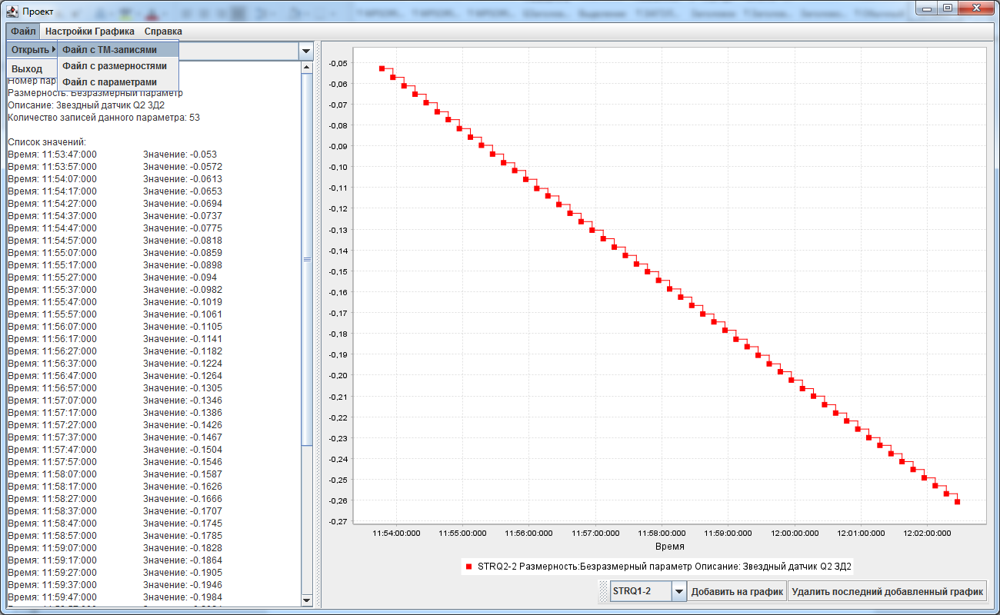 Проект
Файл Настройки Графика Справка
Открыть Файл с ТМ-записями
Файл с размерностями
Выход
Файл с параметрами
Номер пар
Размерность: Безразмерный параметр
Описание: Звездный датчик Q2 ЗД2
Количество записей данного параметра: 53
Список значений:
Время: 11:53:47:000 Значение: -0.053
Время: 11:53:57:000 Значение: -0.0572
Время: 11:54:07:000 Значение: -0.0613
Время: 11:54:17:000 Значение: -0.0653
Время: 11:54:27:000 Значение: -0.0694
Время: 11:54:37:000 Значение: -0.0737
Время: 11:54:47:000 Значение: -0.0775
Время: 11:54:57:000 Значение: -0.0818
Время: 11:55:07:000 Значение: -0.0859
Время: 11:55:17:000 Значение: -0.0898
Время: 11:55:27:000 Значение: -0.094
Время: 11:55:37:000 Значение: -0.0982
Время: 11:55:47:000 Значение: -0.1019
Время: 11:55:57:000 Значение: -0.1061
Время: 11:56:07:000 Значение: -0.1105
Время: 11:56:17:000 Значение: -0.1141
Время: 11:56:27:000 Значение: -0.1182
Время: 11:56:37:000 Значение: -0.1224
Время: 11:56:47:000 Значение: -0.1264
Время: 11:56:57:000 Значение: -0.1305
Время: 11:57:07:000 Значение: -0.1346
Время: 11:57:17:000 Значение: -0.1386
Время: 11:57:27:000 Значение: -0.1426
Время: 11:57:37:000 Значение: -0.1467
Время: 11:57:47:000 Значение: -0.1504
Время: 11:57:57:000 Значение: -0.1546
Время: 11:58:07:000 Значение: -0.1587
Время: 11:58:17:000 Значение: -0.1626
Время: 11:58:27:000 Значение: -0.1666
Время: 11:58:37:000 Значение: -0.1707
Время: 11:58:47:000 Значение: -0.1745
Время: 11:58:57:000 Значение: -0.1785
Время: 11:59:07:000 Значение: -0.1828
Время: 11:59:17:000 Значение: -0.1864
Время: 11:59:27:000 Значение: -0.1905
Время: 11:59:37:000 Значение: -0.1946
Время: 11:59:47:000 Значение: -0.1984
-0,05
-0,06
-0,07
-0,08
-0,09
-0,10
-0,11
-0,12
-0,13
-0,14
-0,15
-0,16
-0,17
-0,18
-0,19
-0,20
-0,21
-0,22
-0,23
-0,24
-0,25
-0,26
-0,27
11:54:00:000 11:55:00:000 11:56:00:000 11:57:00:000 11:58:00:000 11:59:00:000 12:00:00:000 12:01:00:000 12:02:00:000
Время
STRQ2-2 Размерность:Безразмерный параметр Описание: Звездный датчик Q2 ЗД2
STRQ1-2 Добавить на график Удалить последний добавленный график